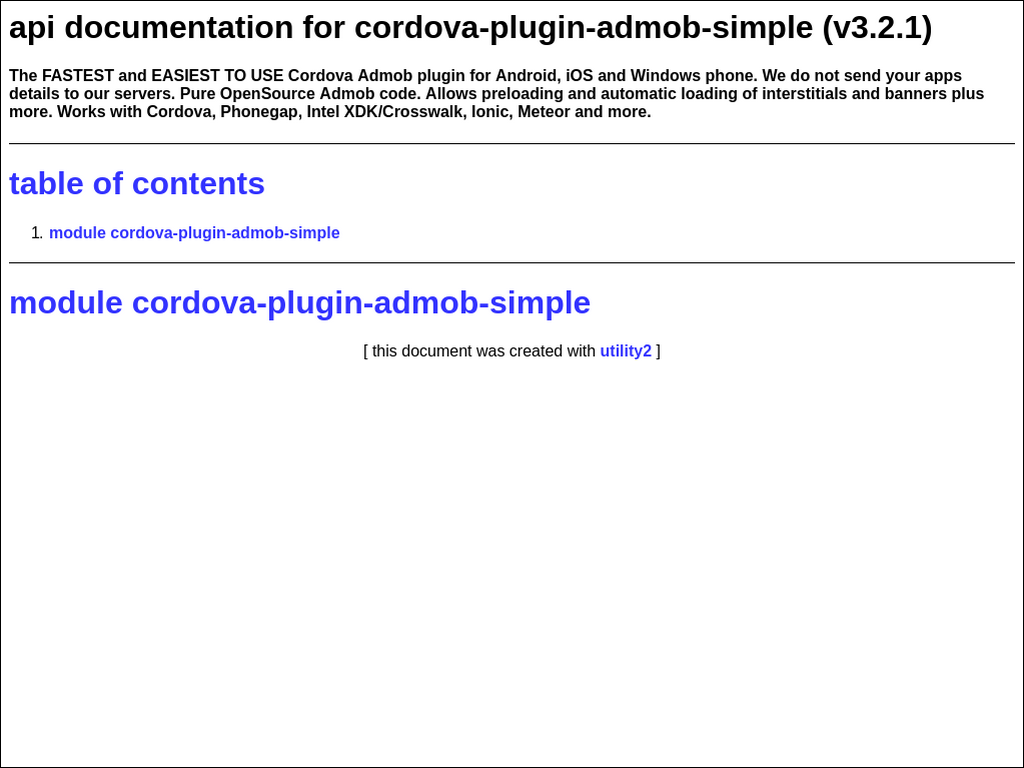 api documentation for cordova-plugin-admob-simple (v3.2.1)
The FASTEST and EASIEST TO USE Cordova Admob plugin for Android, iOS and Windows phone. We do not send your apps
details to our servers. Pure OpenSource Admob code. Allows preloading and automatic loading of interstitials and banners plus
more. Works with Cordova, Phonegap, Intel XDK/Crosswalk, Ionic, Meteor and more.
table of contents
1. module cordova-plugin-admob-simple
module cordova-plugin-admob-simple
[ this document was created with utility2 ]